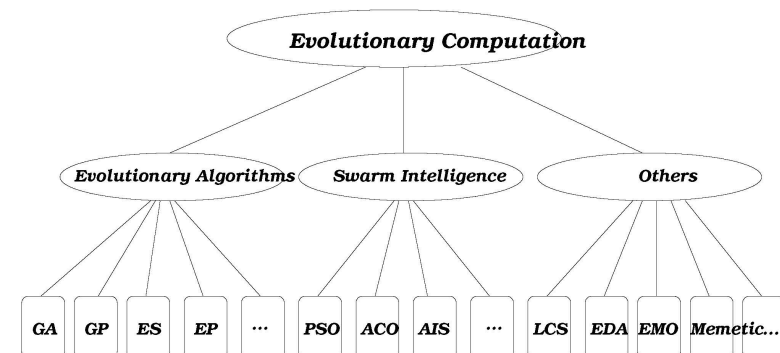 Evolutionary Computation
Evolutionary Algorithms Swarm Intelligence Others
GA GP ES EP ... PSO ACO AIS ... LCS EDA EMO Memetic...